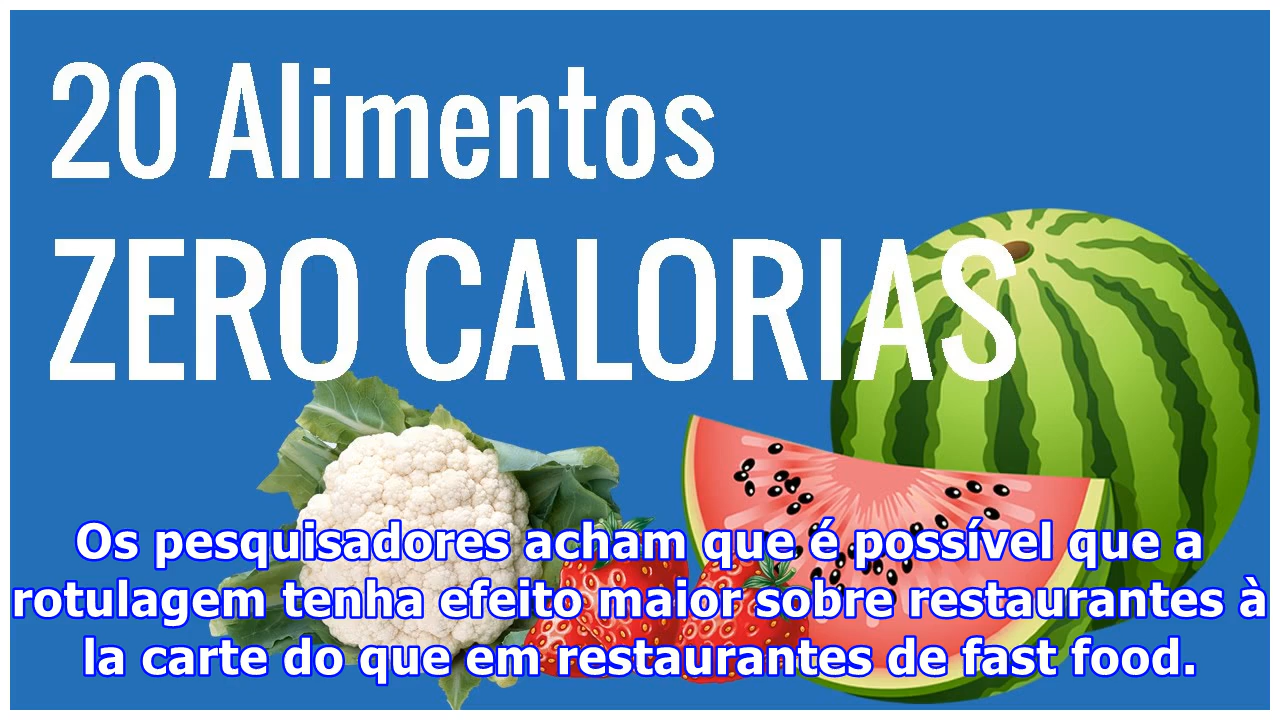 20 Alimentos
ZERO CALORIAS
Os pesquisadores acham que é possível que a
rotulagem tenha efeito maior sobre restaurantes à
la carte do que em restaurantes de fast food.